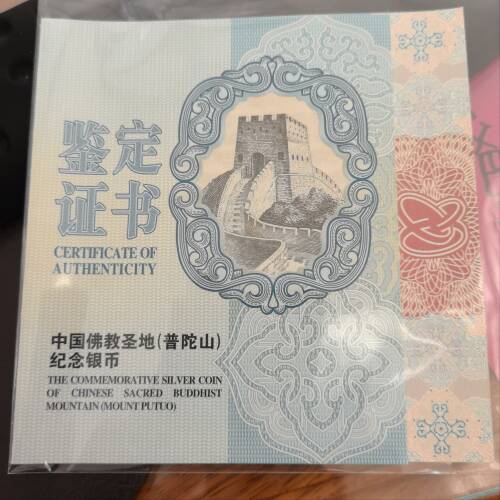 鉴定
证书
CERTIFICATE OF
AUTHENTICITY
中国佛教圣地(普陀山)
纪念银币
THE COMMEMORATIVE SILVER COIN
OF CHINESE SACRED BUDDHIST
MOUNTAIN (MOUNT PUTUO)